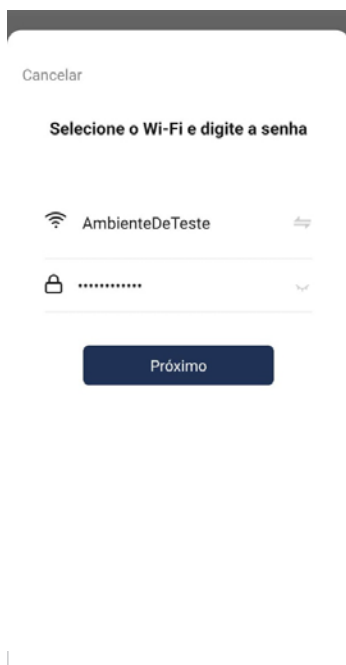 Cancelar
Selecione o Wi-Fi e digite a senha
AmbienteDeTeste
••••••••••••
Próximo